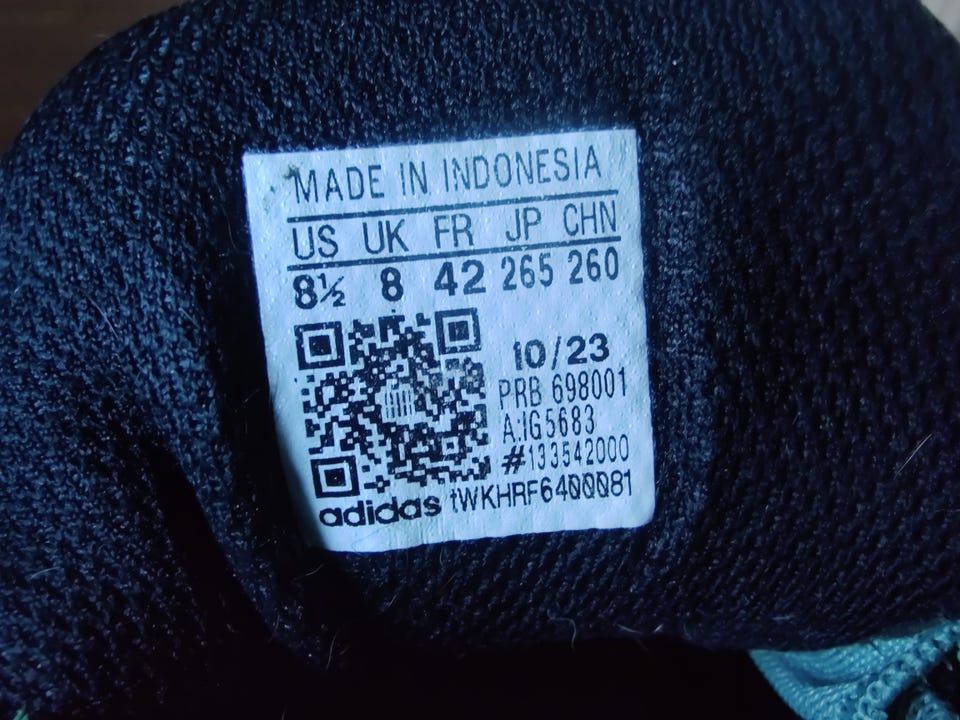 MADE IN INDONESIA
US UK FR JP CHN
8½ 8 42 265 260
10/23
PRB 698001
A:IG5683
#133542000
adidas tWKHRF6400081